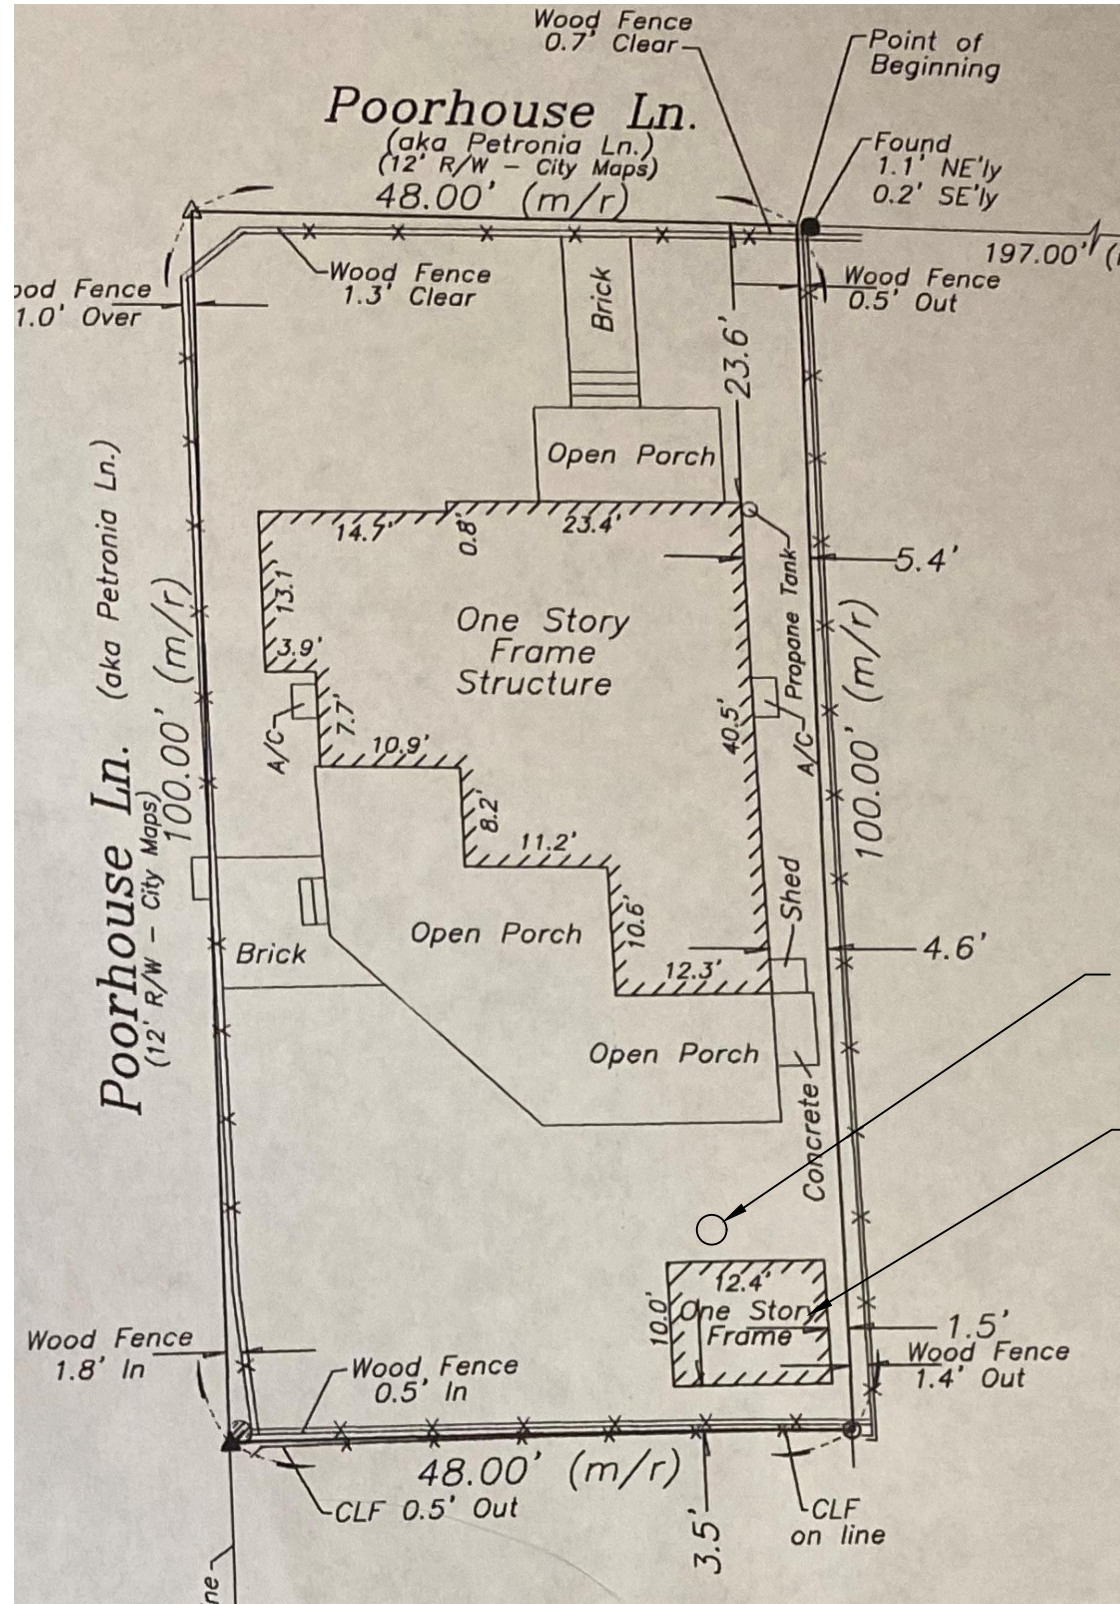 Wood Fence
0.7' Clear
Point of
Beginning
Poorhouse Ln.
(aka Petronia Ln.)
(12' R/W - City Maps)
48.00' (m/r)
Found
1.1' NE'ly
0.2' SE'ly
197.00'
Wood Fence
1.3' Clear
Fence
1.0' Over
Wood Fence
0.5' Out
Brick
23.6'
Open Porch
14.7'
0.8'
23.4'
5.4'
13.1'
One Story
Frame
Structure
Propane Tank
3.9'
A/C
7.7'
10.9'
40.5'
A/C
100.00' (m/r)
Poorhouse Ln. (aka Petronia Ln.)
(12' R/W - City Maps)
100.00' (m/r)
8.2'
11.2'
Shed
Open Porch
10.6'
Brick
12.3'
4.6'
Open Porch
Concrete
12.4'
10.0'
One Story
Frame
1.5'
Wood Fence
1.8' In
Wood Fence
0.5' In
Wood Fence
1.4' Out
48.00' (m/r)
CLF 0.5' Out
3.5'
CLF
on line